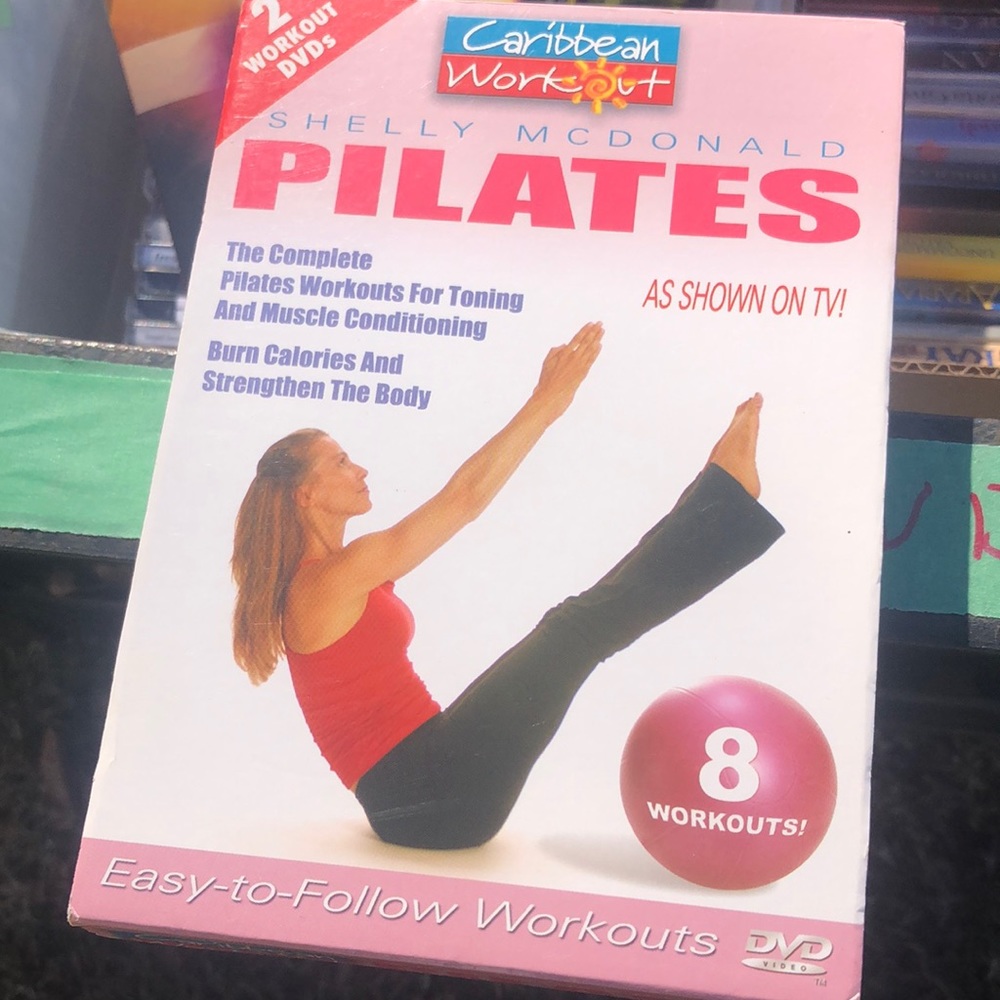 2
WORKOUT
DVDs
Caribbean
Workout
SHELLY MCDONALD
PILATES
The Complete
Pilates Workouts For Toning
And Muscle Conditioning
Burn Calories And
Strengthen The Body
AS SHOWN ON TV!
8
WORKOUTS!
Easy-to-Follow Workouts
DVD
VIDEO
TM